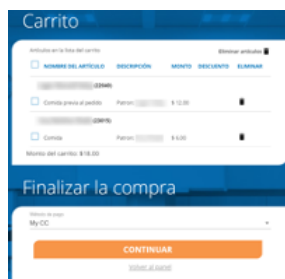 Carrito
Artículos en la lista del carrito Eliminar artículos
NOMBRE DEL ARTÍCULO DESCRIPCIÓN MONTO DESCUENTO ELIMINAR
Comida previa al pedido Patron: $ 12.00
Comida Patron: $ 6.00
Monto del carrito: $18.00
Finalizar la compra
Método de pago
My CC
CONTINUAR
Volver al panel